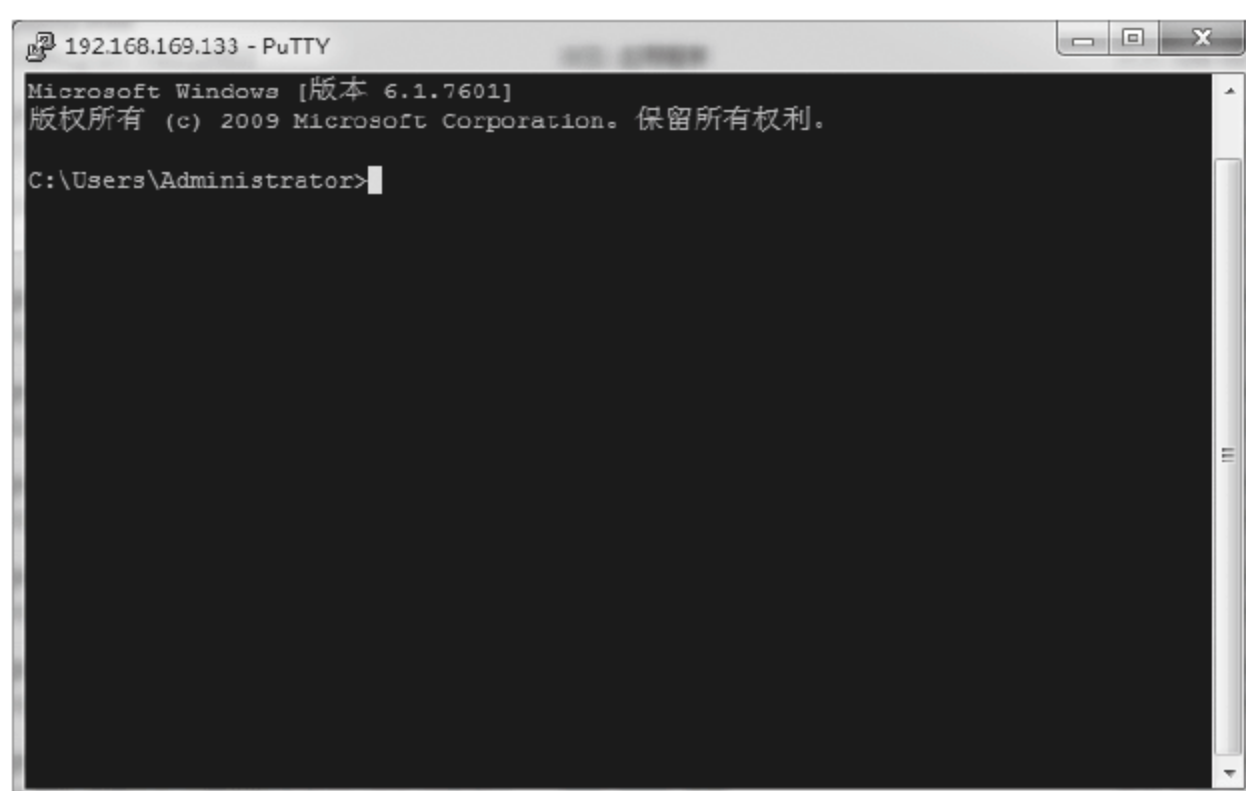 192.168.169.133 - PuTTY
Microsoft Windows [版本 6.1.7601]
版权所有 (c) 2009 Microsoft Corporation。保留所有权利。
C:\Users\Administrator>